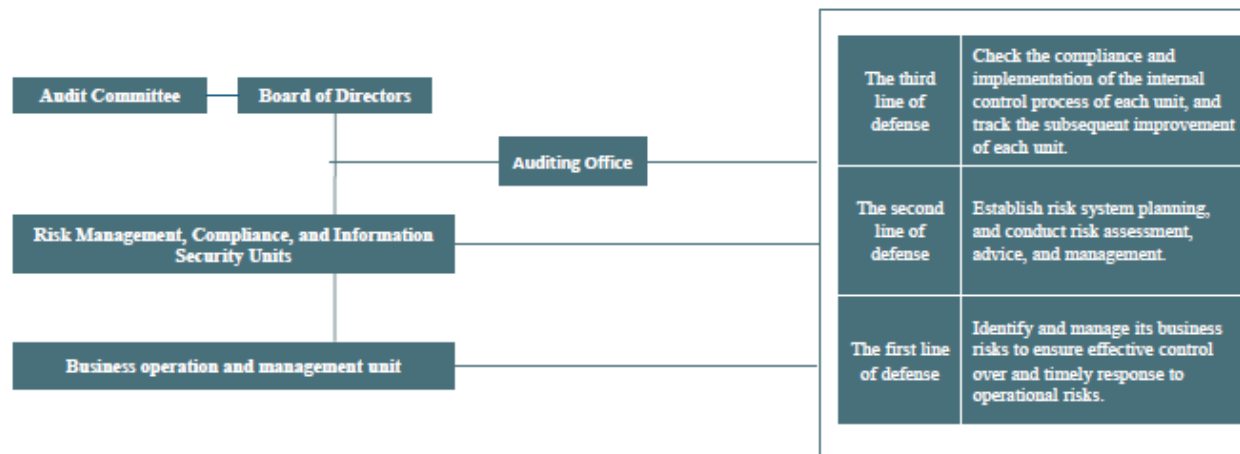 Audit Committee
Board of Directors
Auditing Office
Risk Management, Compliance, and Information
Security Units
Business operation and management unit
The third
line of
defense
Check the compliance and
implementation of the internal
control process of each unit, and
track the subsequent improvement
of each unit.
The second
line of
defense
Establish risk system planning,
and conduct risk assessment,
advice, and management.
The first line
of defense
Identify and manage its business
risks to ensure effective control
over and timely response to
operational risks.